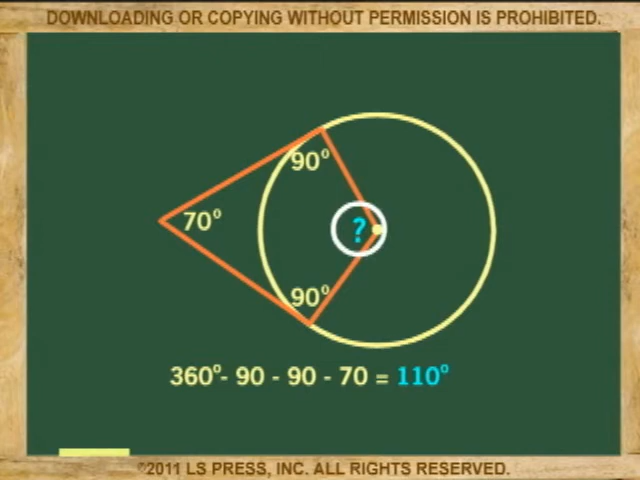 DOWNLOADING OR COPYING WITHOUT PERMISSION IS PROHIBITED.
90°
70°
?
90°
360°- 90 - 90 - 70 = 110°
©2011 LS PRESS, INC. ALL RIGHTS RESERVED.